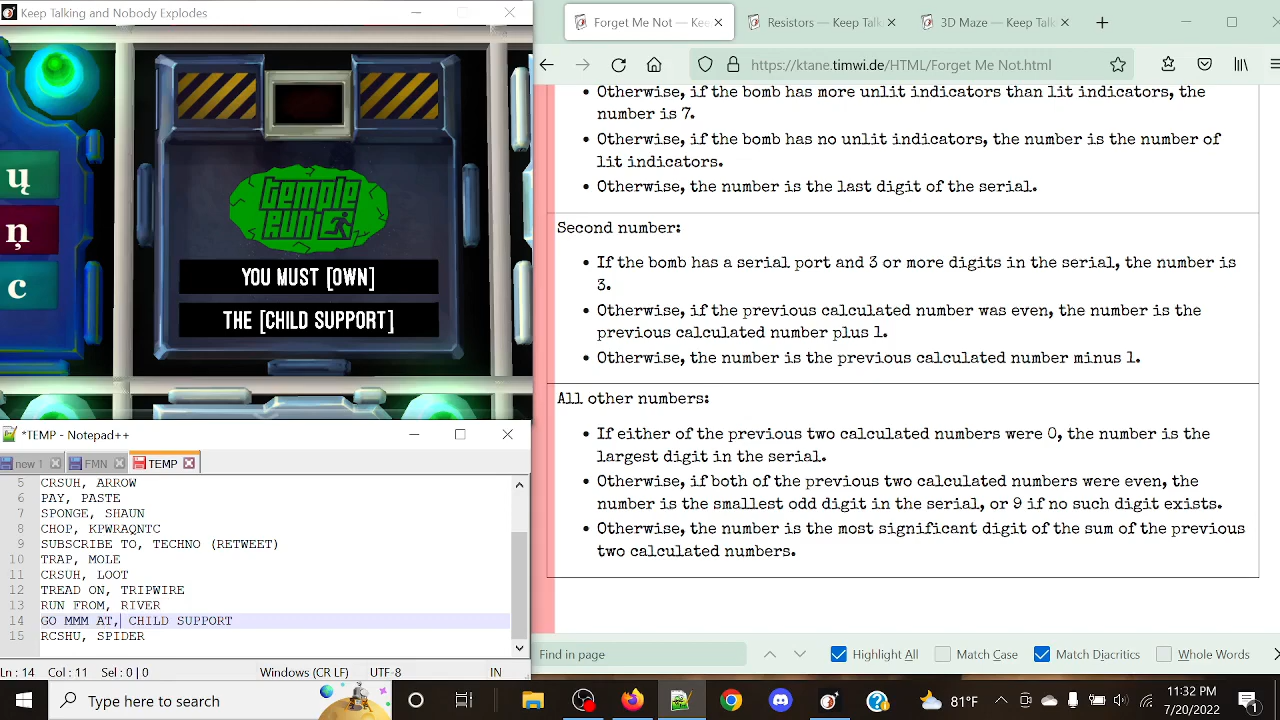 Keep Talking and Nobody Explodes
ų
ņ
c
temple
run
YOU MUST [OWN]
THE [CHILD SUPPORT]
*TEMP - Notepad++
new 1
FMN
TEMP
5 CRSUH, ARROW
6 PAY, PASTE
7 SPONGE, SHAUN
8 CHOP, KPWRAQNTC
9 SUBSCRIBE TO, TECHNO (RETWEET)
10 TRAP, MOLE
11 CRSUH, LOOT
12 TREAD ON, TRIPWIRE
13 RUN FROM, RIVER
14 GO MMM AT, CHILD SUPPORT
15 RCSHU, SPIDER
Ln : 14 Col : 11 Sel : 0 | 0 Windows (CR LF) UTF-8 IN
Forget Me Not — Kee
Resistors — Keep Talk
3D Maze — Keep Talk
https://ktane.timwi.de/HTML/Forget Me Not.html
Otherwise, if the bomb has more unlit indicators than lit indicators, the
number is 7.
Otherwise, if the bomb has no unlit indicators, the number is the number of
lit indicators.
Otherwise, the number is the last digit of the serial.
Second number:
If the bomb has a serial port and 3 or more digits in the serial, the number is
3.
Otherwise, if the previous calculated number was even, the number is the
previous calculated number plus 1.
Otherwise, the number is the previous calculated number minus 1.
All other numbers:
If either of the previous two calculated numbers were 0, the number is the
largest digit in the serial.
Otherwise, if both of the previous two calculated numbers were even, the
number is the smallest odd digit in the serial, or 9 if no such digit exists.
Otherwise, the number is the most significant digit of the sum of the previous
two calculated numbers.
Find in page
Highlight All
Match Case
Match Diacritics
Whole Words
Type here to search
81°F
11:32 PM
7/20/2022
1